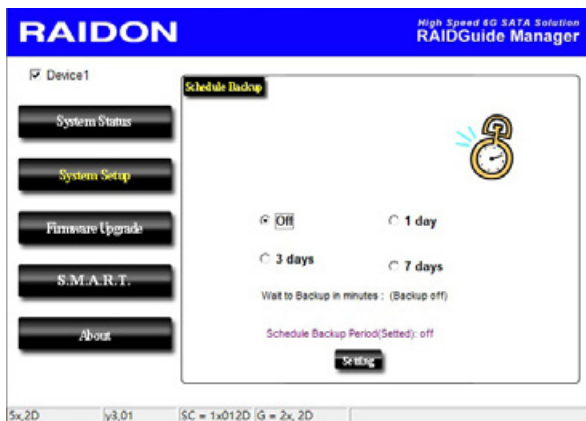 RAIDON
High Speed 6G SATA Solution
RAIDGuide Manager
Device1
System Status
System Setup
Firmware Upgrade
S.M.A.R.T.
About
Schedule Backup
Off
1 day
3 days
7 days
Wait to Backup in minutes : (Backup off)
Schedule Backup Period(Setted): off
Setting
5x,2D
y3,01
SC = 1x012D
G = 2x, 2D